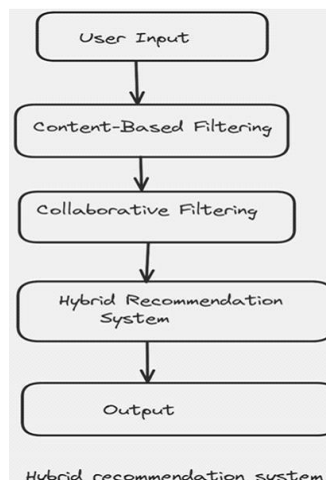 User Input
Content-Based Filtering
Collaborative Filtering
Hybrid Recommendation
System
Output
Hybrid recommendation system